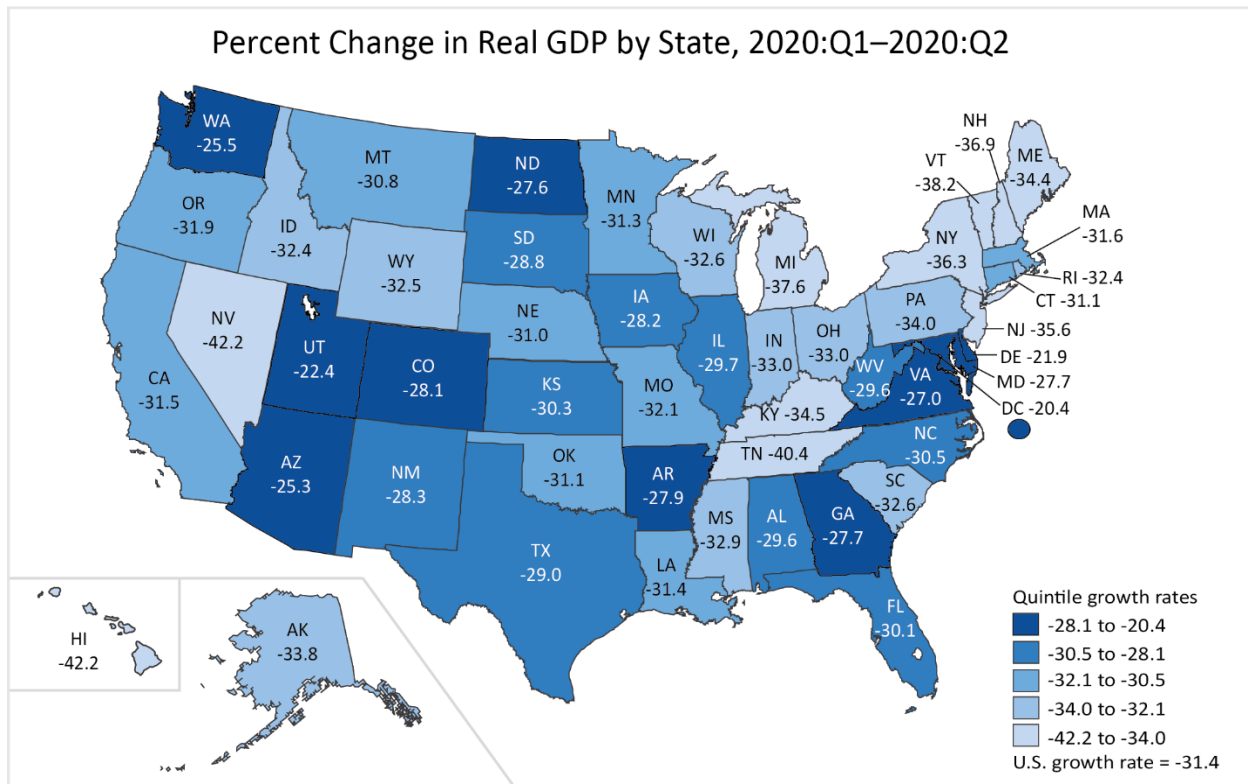 Percent Change in Real GDP by State, 2020:Q1–2020:Q2
WA
-25.5
MT
-30.8
ND
-27.6
MN
-31.3
OR
-31.9
ID
-32.4
SD
-28.8
WI
-32.6
MI
-37.6
NY
-36.3
VT
-38.2
NH
-36.9
ME
-34.4
MA
-31.6
RI -32.4
CT -31.1
NJ -35.6
DE -21.9
MD -27.7
DC -20.4
WY
-32.5
NV
-42.2
UT
-22.4
CO
-28.1
NE
-31.0
IA
-28.2
IL
-29.7
IN
-33.0
OH
-33.0
PA
-34.0
WV
-29.6
VA
-27.0
CA
-31.5
KS
-30.3
MO
-32.1
KY -34.5
NC
-30.5
TN -40.4
AZ
-25.3
NM
-28.3
OK
-31.1
AR
-27.9
SC
-32.6
MS
-32.9
AL
-29.6
GA
-27.7
TX
-29.0
LA
-31.4
FL
-30.1
HI
-42.2
AK
-33.8
Quintile growth rates
-28.1 to -20.4
-30.5 to -28.1
-32.1 to -30.5
-34.0 to -32.1
-42.2 to -34.0
U.S. growth rate = -31.4